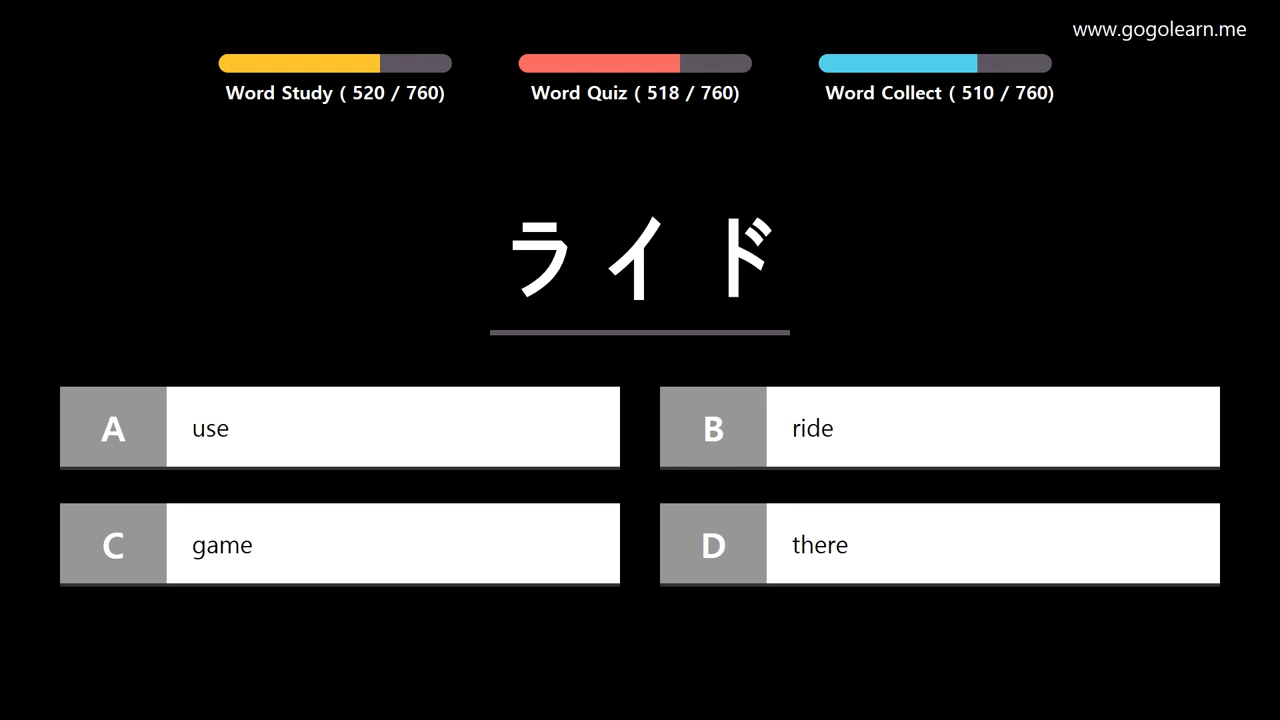 www.gogolearn.me
Word Study ( 520 / 760)
Word Quiz ( 518 / 760)
Word Collect ( 510 / 760)
ライド
A use
B ride
C game
D there